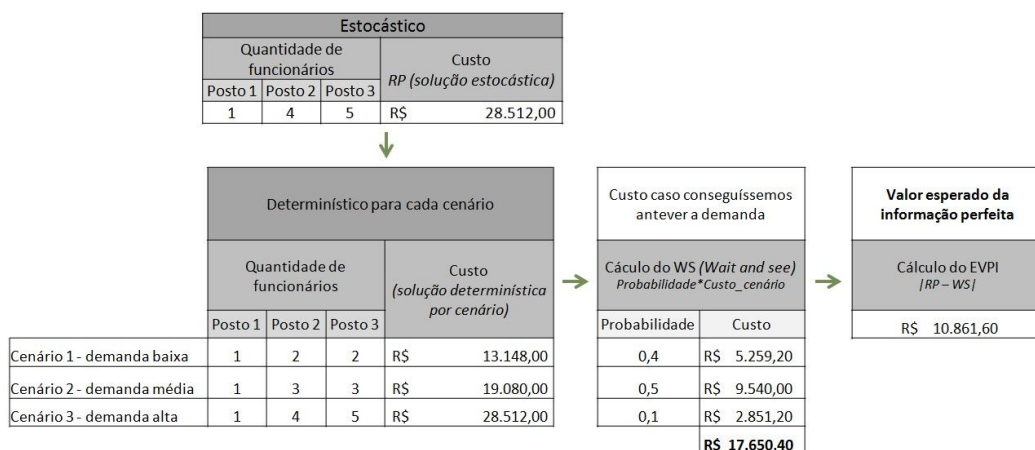 Estocástico
Quantidade de
funcionários
Custo
RP (solução estocástica)
Posto 1 Posto 2 Posto 3
1 4 5 R$ 28.512,00
Determinístico para cada cenário
Quantidade de
funcionários
Custo
(solução determinística
por cenário)
Posto 1 Posto 2 Posto 3
Cenário 1 - demanda baixa 1 2 2 R$ 13.148,00
Cenário 2 - demanda média 1 3 3 R$ 19.080,00
Cenário 3 - demanda alta 1 4 5 R$ 28.512,00
Custo caso conseguíssemos
antever a demanda
Cáculo do WS (Wait and see)
Probabilidade*Custo_cenário
Probabilidade Custo
0,4 R$ 5.259,20
0,5 R$ 9.540,00
0,1 R$ 2.851,20
R$ 17.650,40
Valor esperado da
informação perfeita
Cálculo do EVPI
|RP – WS|
R$ 10.861,60